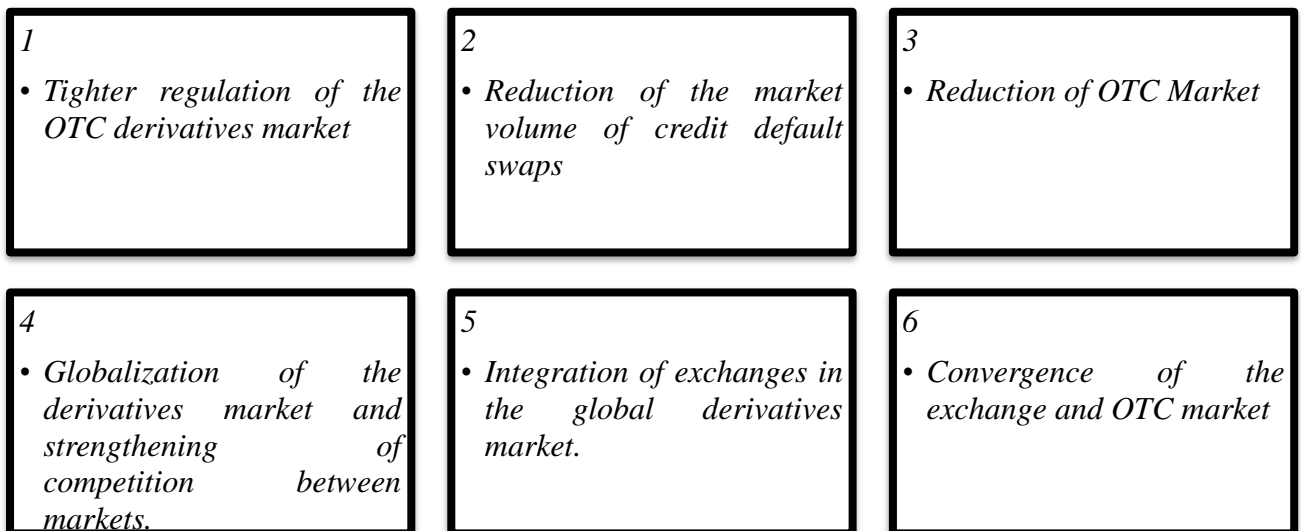 1
• Tighter regulation of the
OTC derivatives market
2
• Reduction of the market
volume of credit default
swaps
3
• Reduction of OTC Market
4
• Globalization of the
derivatives market and
strengthening of
competition between
markets.
5
• Integration of exchanges in
the global derivatives
market.
6
• Convergence of the
exchange and OTC market